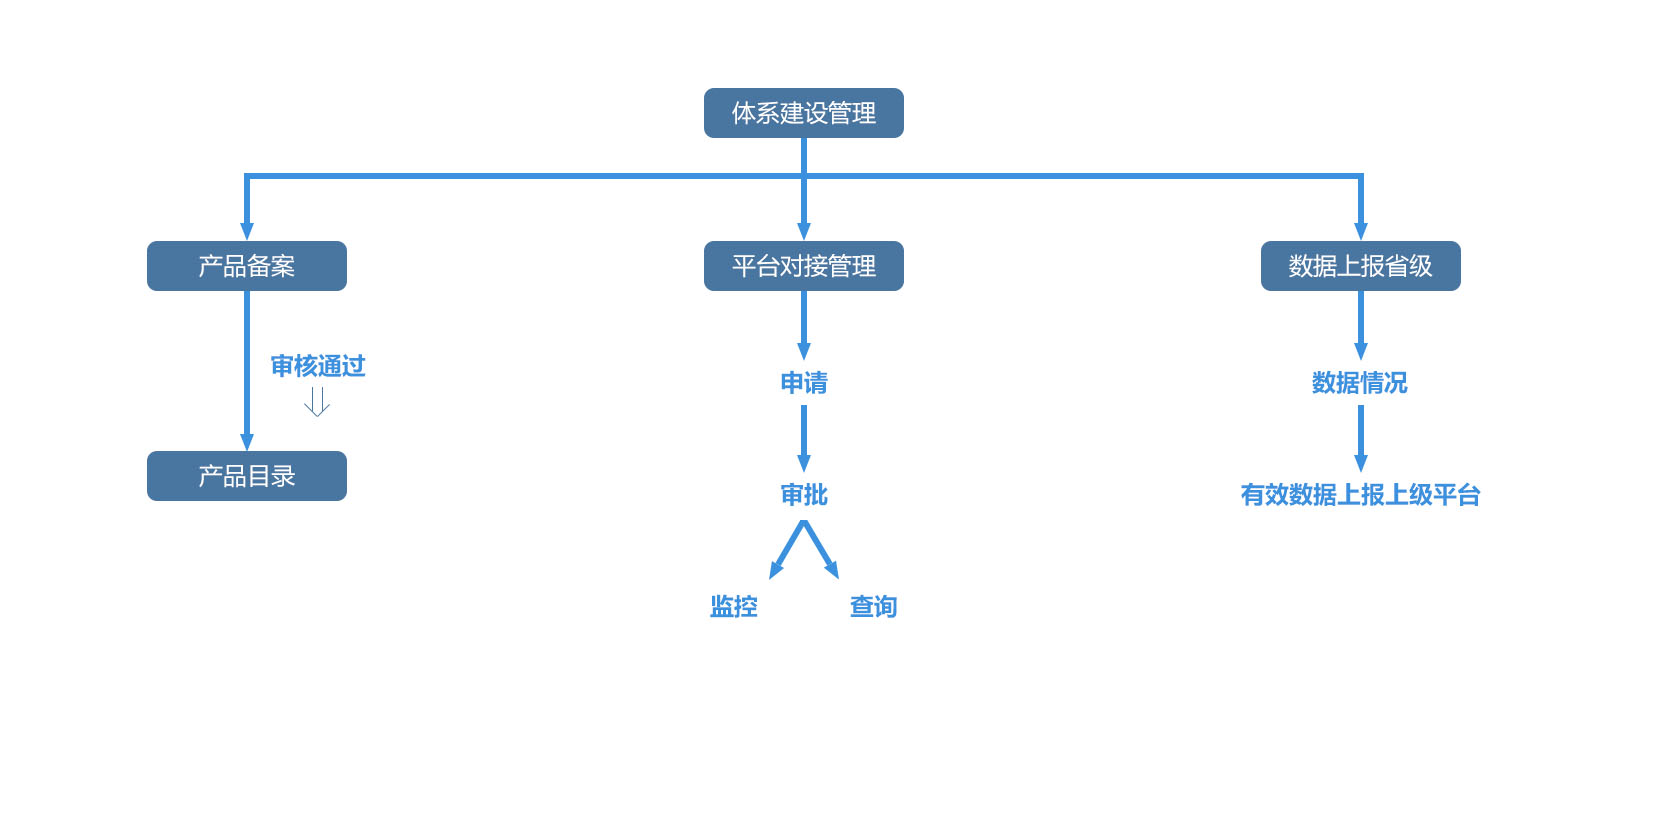 体系建设管理
产品备案
平台对接管理
数据上报省级
审核通过
申请
数据情况
产品目录
审批
有效数据上报上级平台
监控
查询